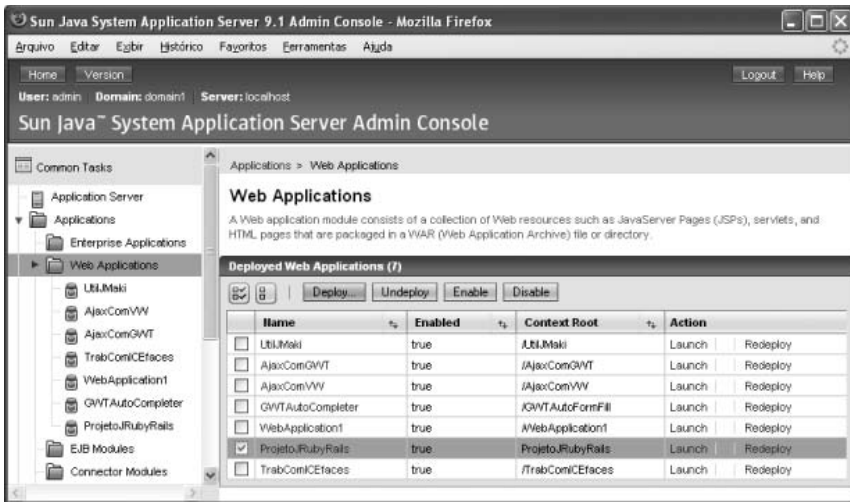 Sun Java System Application Server 9.1 Admin Console - Mozilla Firefox
Arquivo Editar Exibir Histórico Favoritos Ferramentas Ajuda
Home Version Logout Help
User: admin Domain: domain1 Server: localhost
Sun Java™ System Application Server Admin Console
Common Tasks
Application Server
Applications
Enterprise Applications
Web Applications
UtilJMaki
AjaxComVW
AjaxComGWT
TrabComICEfaces
WebApplication1
GWTAutoCompleter
ProjetoJRubyRails
EJB Modules
Connector Modules
Applications > Web Applications
Web Applications
A Web application module consists of a collection of Web resources such as JavaServer Pages (JSPs), servlets, and
HTML pages that are packaged in a WAR (Web Application Archive) file or directory.
Deployed Web Applications (7)
Deploy... Undeploy Enable Disable
Name Enabled Context Root Action
UtilJMaki true /UtilJMaki Launch Redeploy
AjaxComGWT true /AjaxComGWT Launch Redeploy
AjaxComVW true /AjaxComVW Launch Redeploy
GWTAutoCompleter true /GWTAutoFormFill Launch Redeploy
WebApplication1 true /WebApplication1 Launch Redeploy
ProjetoJRubyRails true ProjetoJRubyRails Launch Redeploy
TrabComICEfaces true /TrabComICEfaces Launch Redeploy